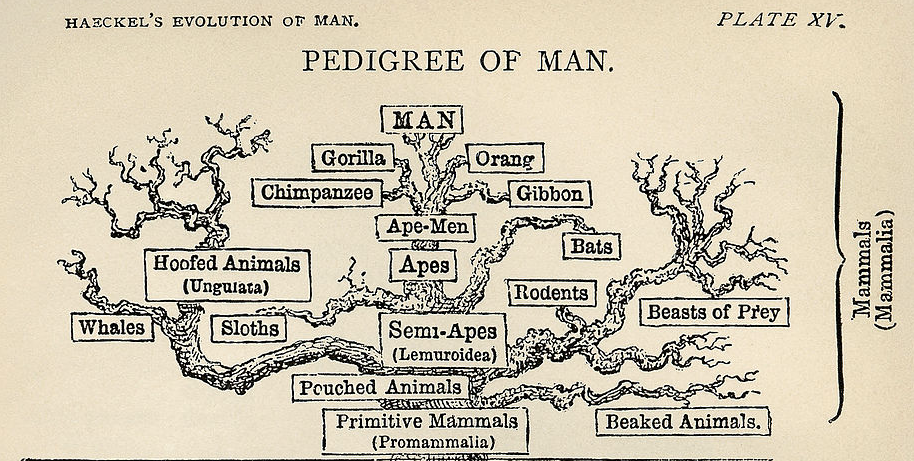 HAECKEL'S EVOLUTION OF MAN.
PLATE XV.
PEDIGREE OF MAN.
MAN
Gorilla
Orang
Chimpanzee
Gibbon
Ape-Men
Bats
Hoofed Animals
(Ungulata)
Apes
Rodents
Beasts of Prey
Whales
Sloths
Semi-Apes
(Lemuroidea)
Pouched Animals
Primitive Mammals
(Promammalia)
Beaked Animals.
Mammals
(Mammalia)